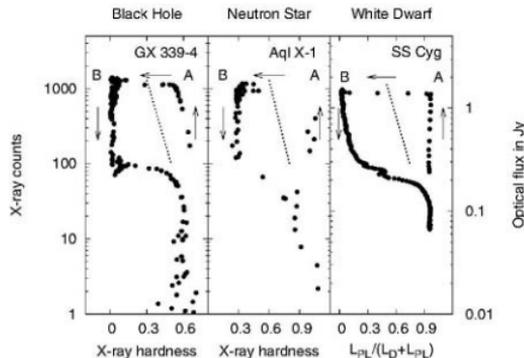 Black Hole Neutron Star White Dwarf
GX 339-4 Aql X-1 SS Cyg
B A B A B A
1000
100
10
1
X-ray counts
1
0.1
0.01
Optical flux in Jy
0 0.3 0.6 0.3 0.6 0.9 0 0.3 0.6 0.9
X-ray hardness X-ray hardness L_PL/(L_D+L_PL)